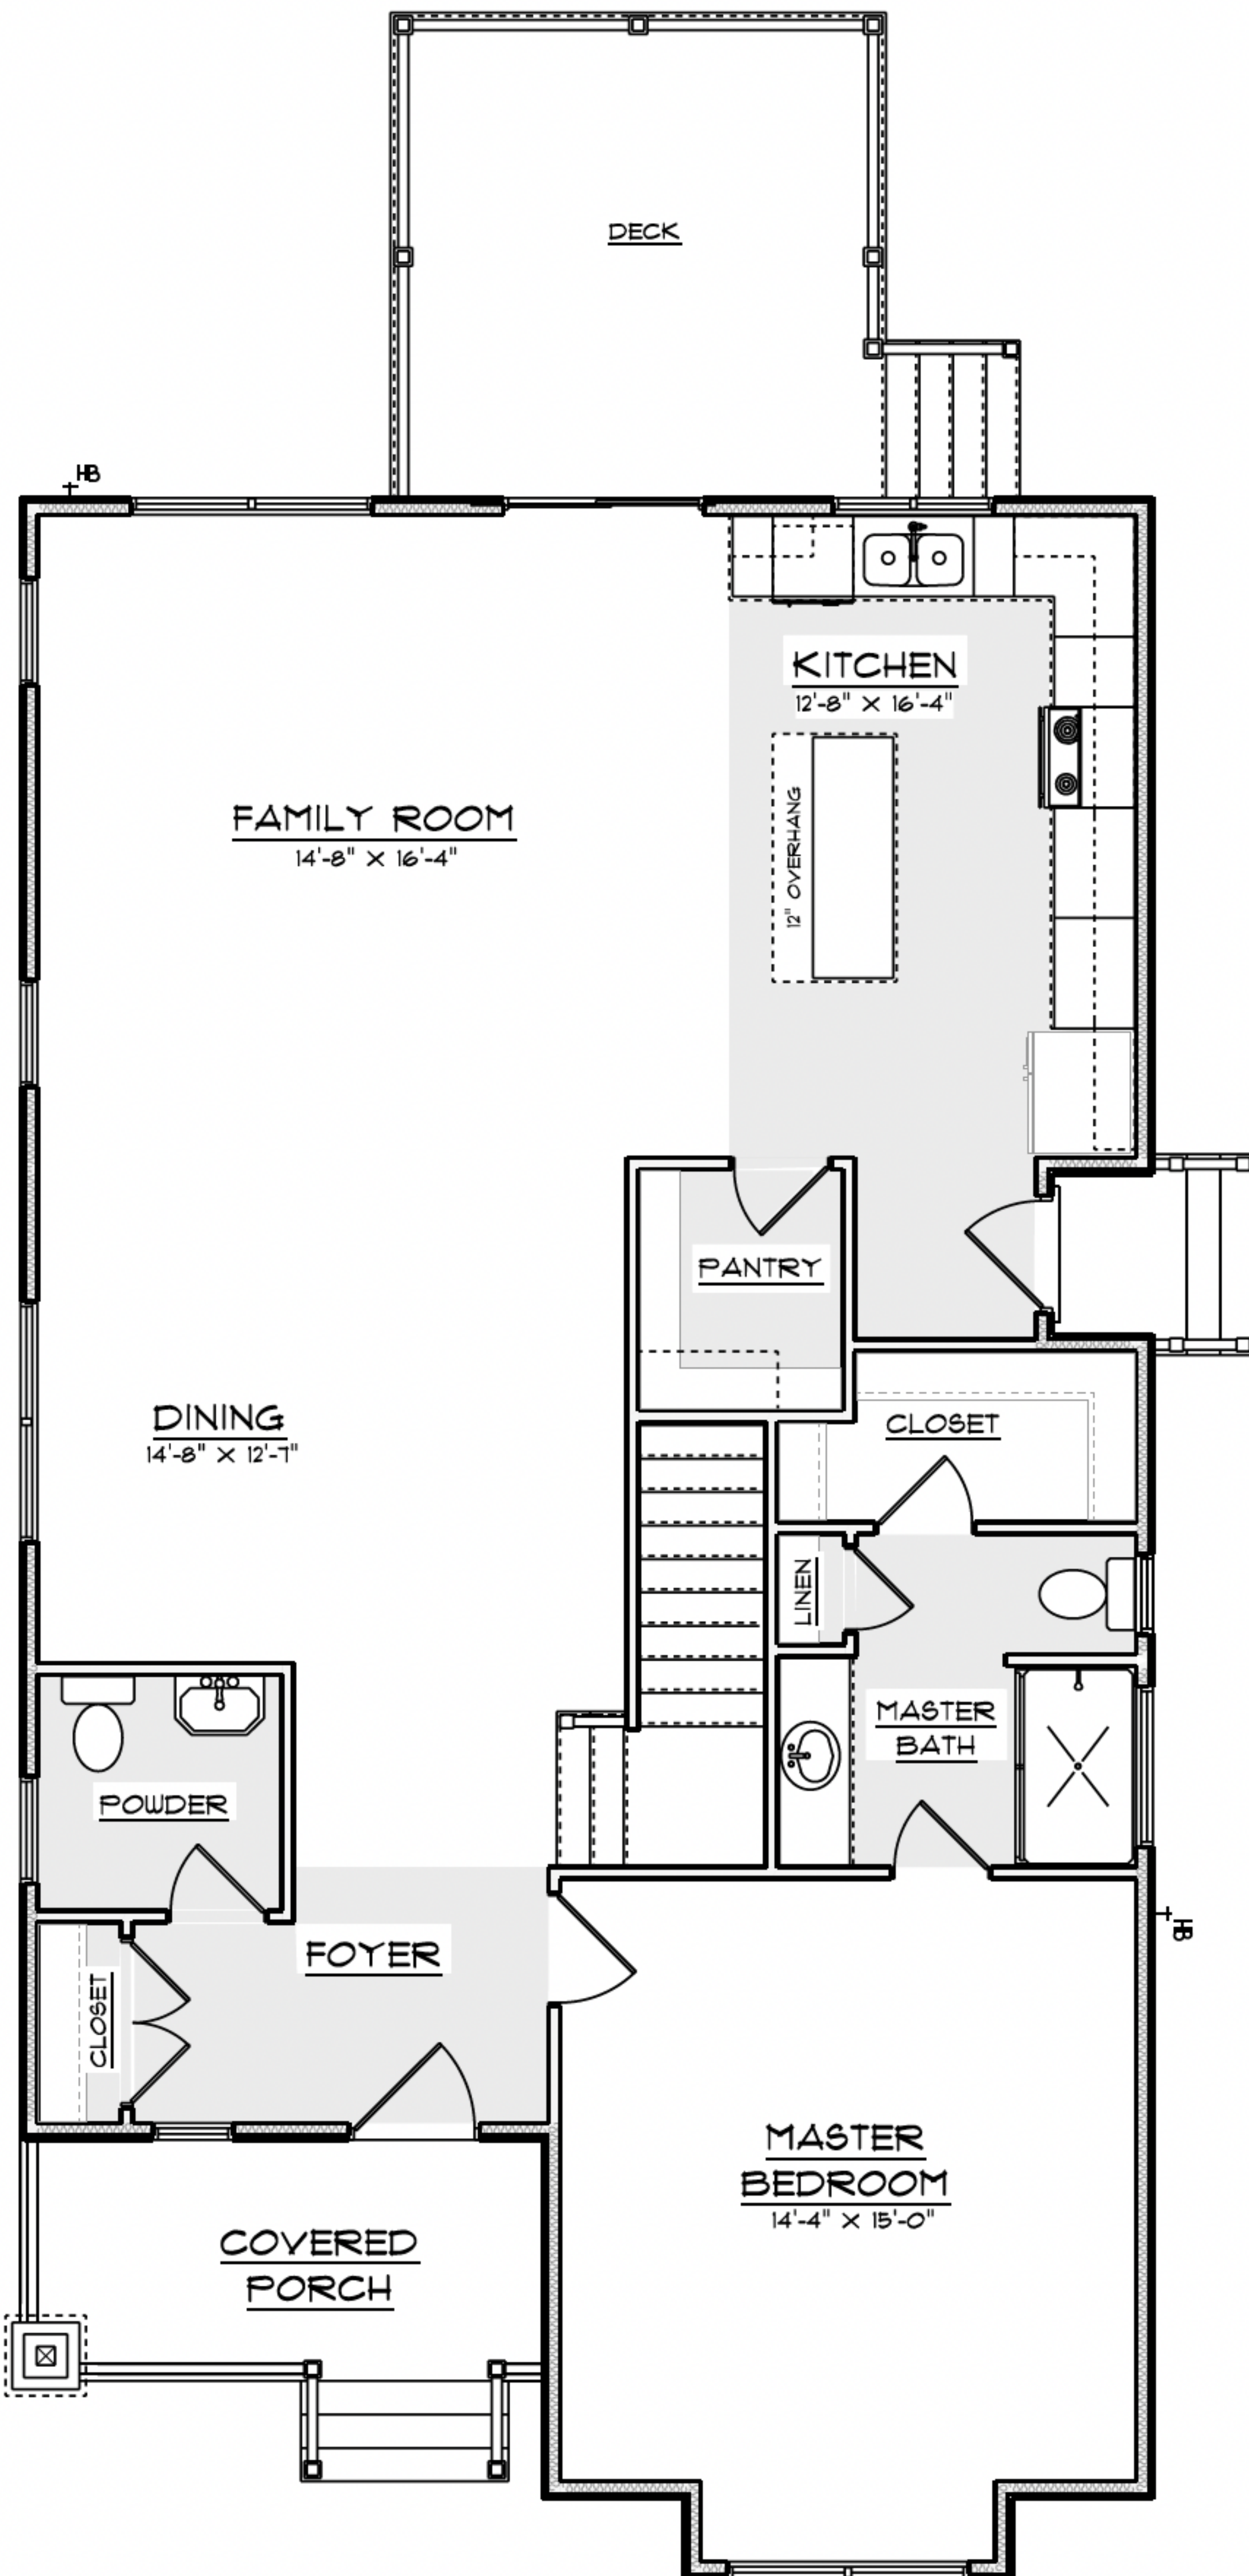 DECK
HB
KITCHEN
12'-8" X 16'-4"
12" OVERHANG
FAMILY ROOM
14'-8" X 16'-4"
PANTRY
DINING
14'-8" X 12'-7"
CLOSET
LINEN
MASTER
BATH
POWDER
HB
FOYER
CLOSET
MASTER
BEDROOM
14'-4" X 15'-0"
COVERED
PORCH